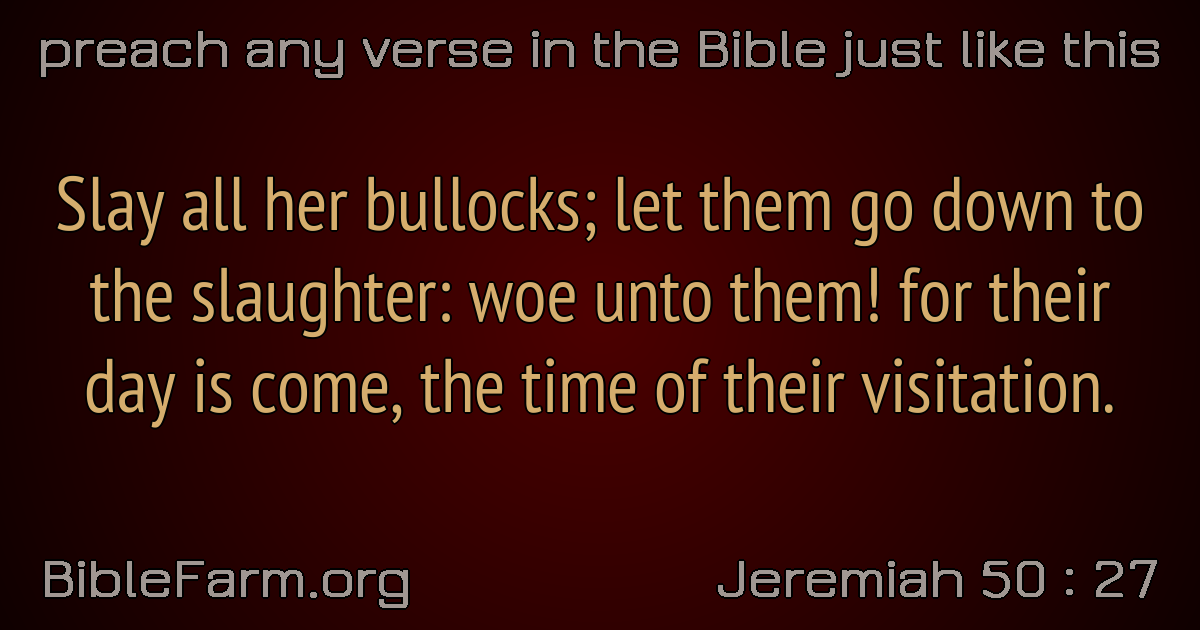 preach any verse in the Bible just like this
Slay all her bullocks; let them go down to
the slaughter: woe unto them! for their
day is come, the time of their visitation.
BibleFarm.org
Jeremiah 50 : 27